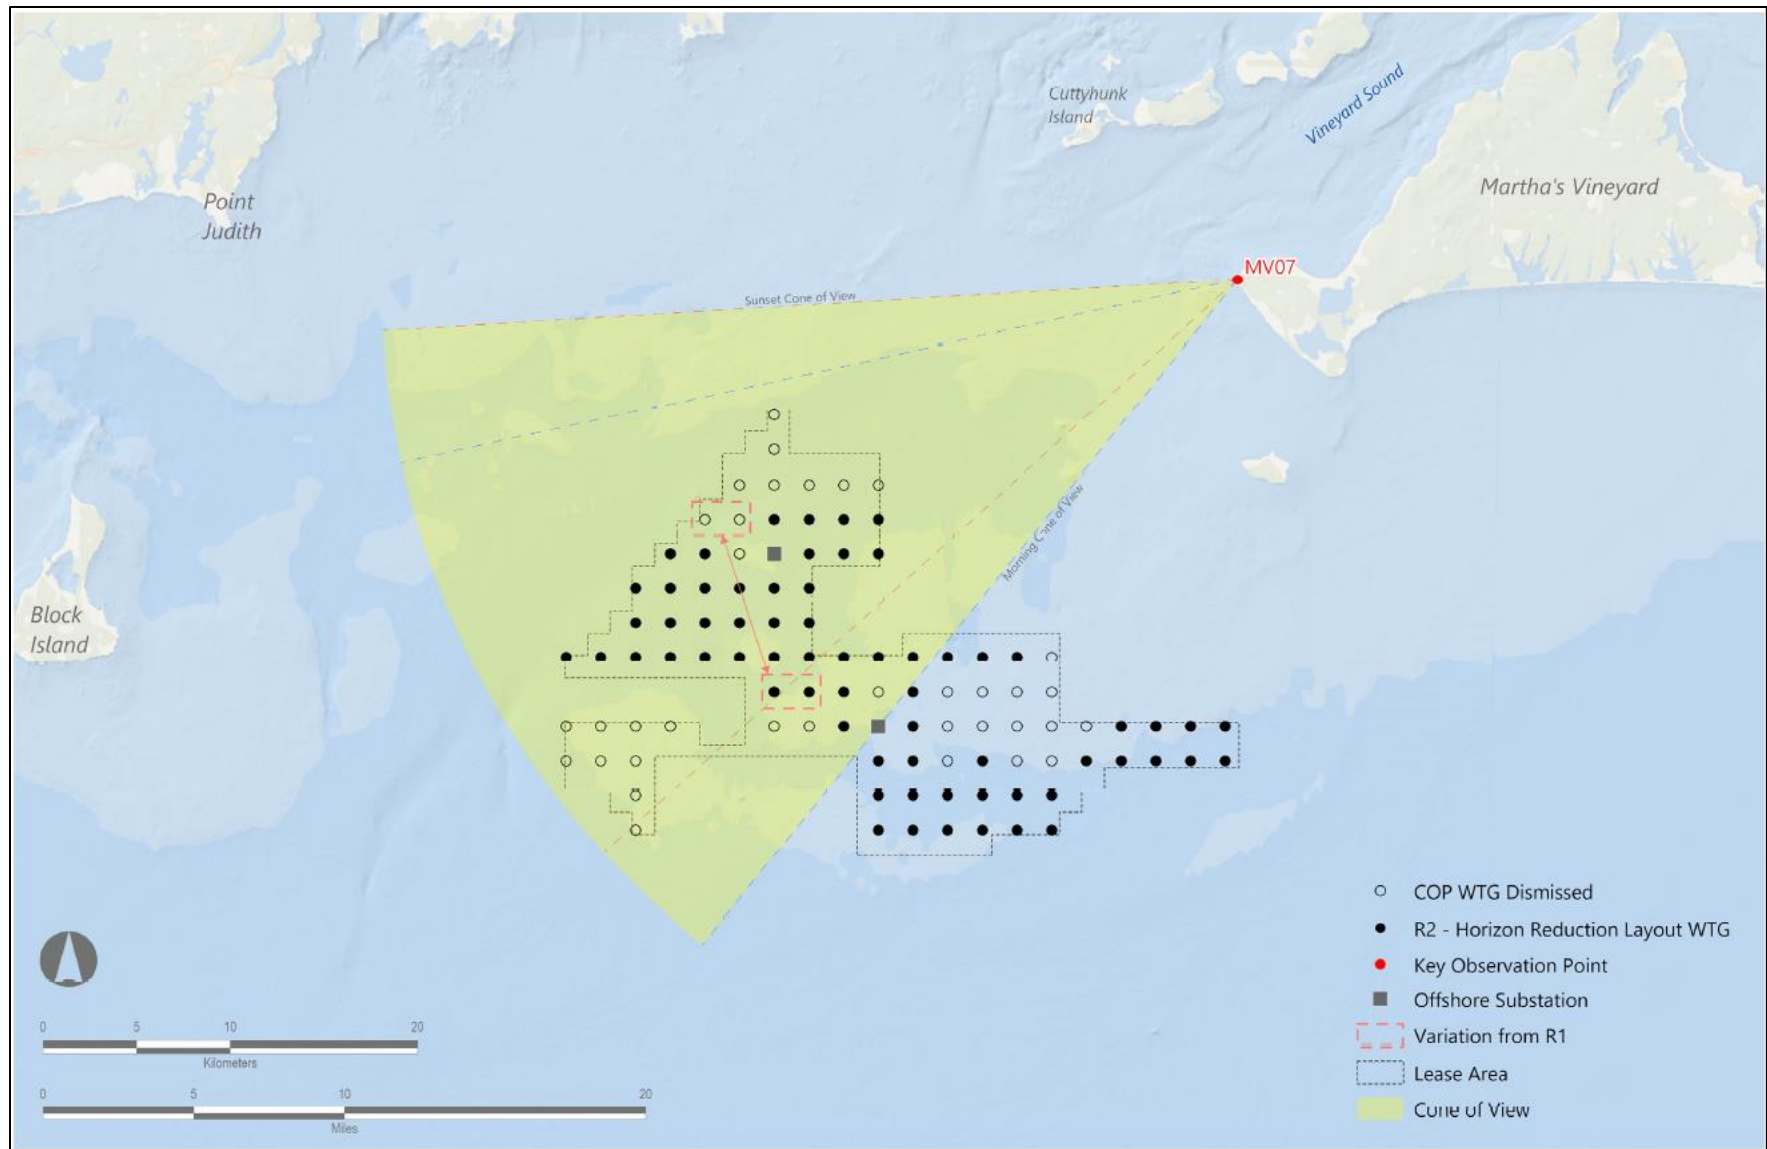 Cuttyhunk
Island
Vineyard Sound
Martha's Vineyard
Point
Judith
MV07
Sunset Cone of View
Morning Cone of View
Block
Island
COP WTG Dismissed
R2 - Horizon Reduction Layout WTG
Key Observation Point
Offshore Substation
Variation from R1
Lease Area
Cone of View
0 5 10 20
Kilometers
0 5 10 20
Miles